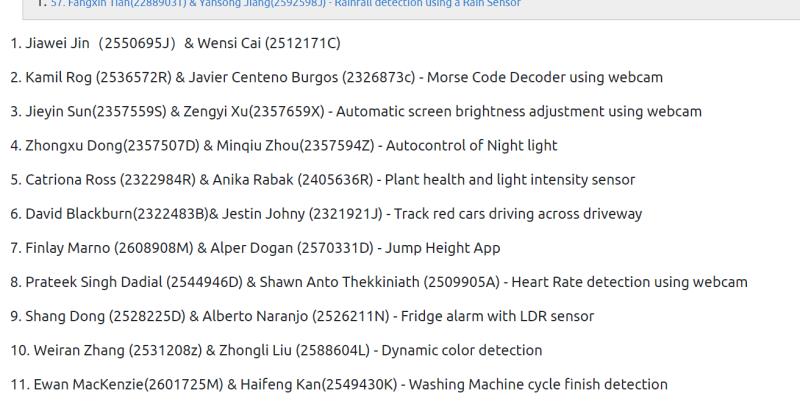 1. 57. Fangxin Tian(2288903T) & Yansong Jiang(2592598J) - Rainfall detection using a Rain Sensor
1. Jiawei Jin（2550695J）& Wensi Cai (2512171C)
2. Kamil Rog (2536572R) & Javier Centeno Burgos (2326873c) - Morse Code Decoder using webcam
3. Jieyin Sun(2357559S) & Zengyi Xu(2357659X) - Automatic screen brightness adjustment using webcam
4. Zhongxu Dong(2357507D) & Minqiu Zhou(2357594Z) - Autocontrol of Night light
5. Catriona Ross (2322984R) & Anika Rabak (2405636R) - Plant health and light intensity sensor
6. David Blackburn(2322483B)& Jestin Johny (2321921J) - Track red cars driving across driveway
7. Finlay Marno (2608908M) & Alper Dogan (2570331D) - Jump Height App
8. Prateek Singh Dadial (2544946D) & Shawn Anto Thekkiniath (2509905A) - Heart Rate detection using webcam
9. Shang Dong (2528225D) & Alberto Naranjo (2526211N) - Fridge alarm with LDR sensor
10. Weiran Zhang (2531208z) & Zhongli Liu (2588604L) - Dynamic color detection
11. Ewan MacKenzie(2601725M) & Haifeng Kan(2549430K) - Washing Machine cycle finish detection